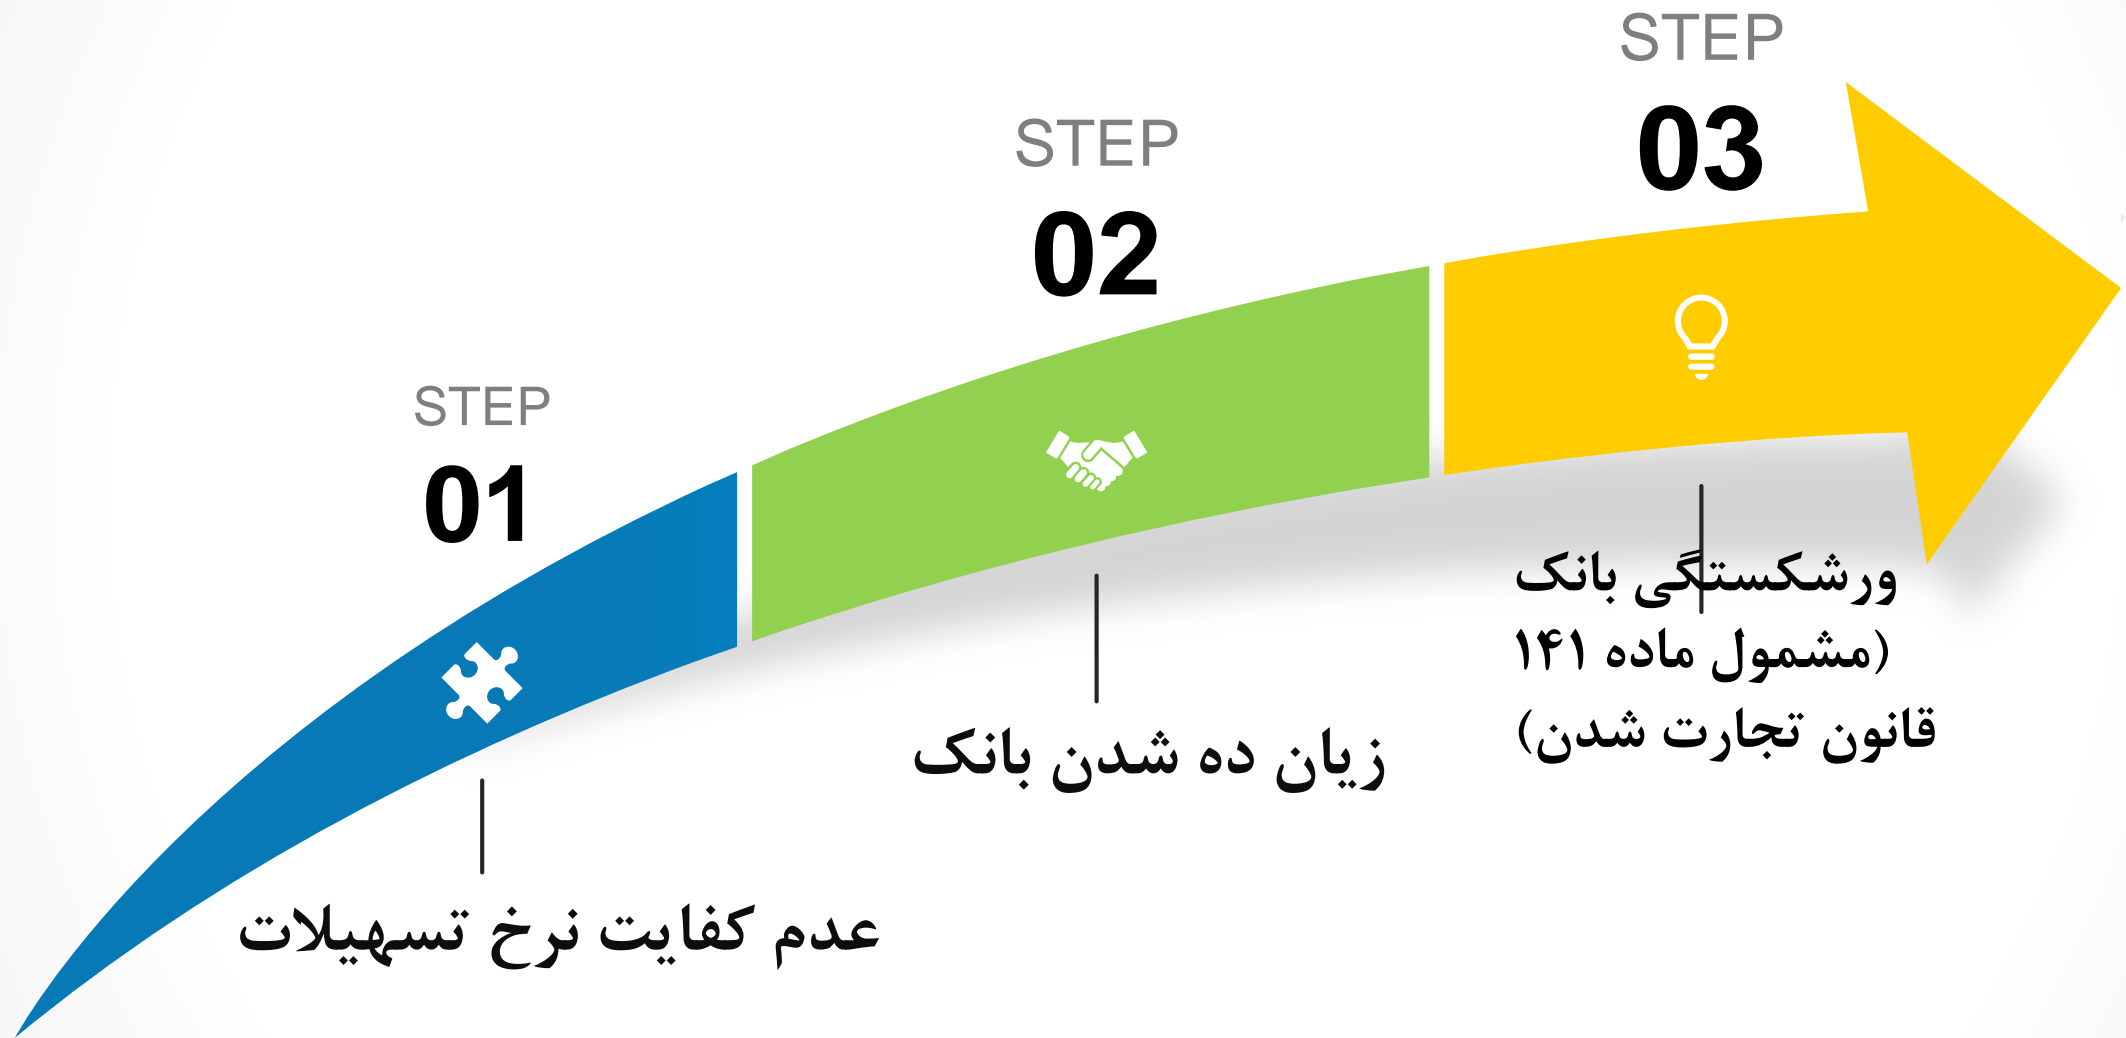 STEP
01
عدم کفایت نرخ تسهیلات
STEP
02
زیان ده شدن بانک
STEP
03
ورشکستگی بانک
(مشمول ماده ۱۴۱
قانون تجارت شدن)